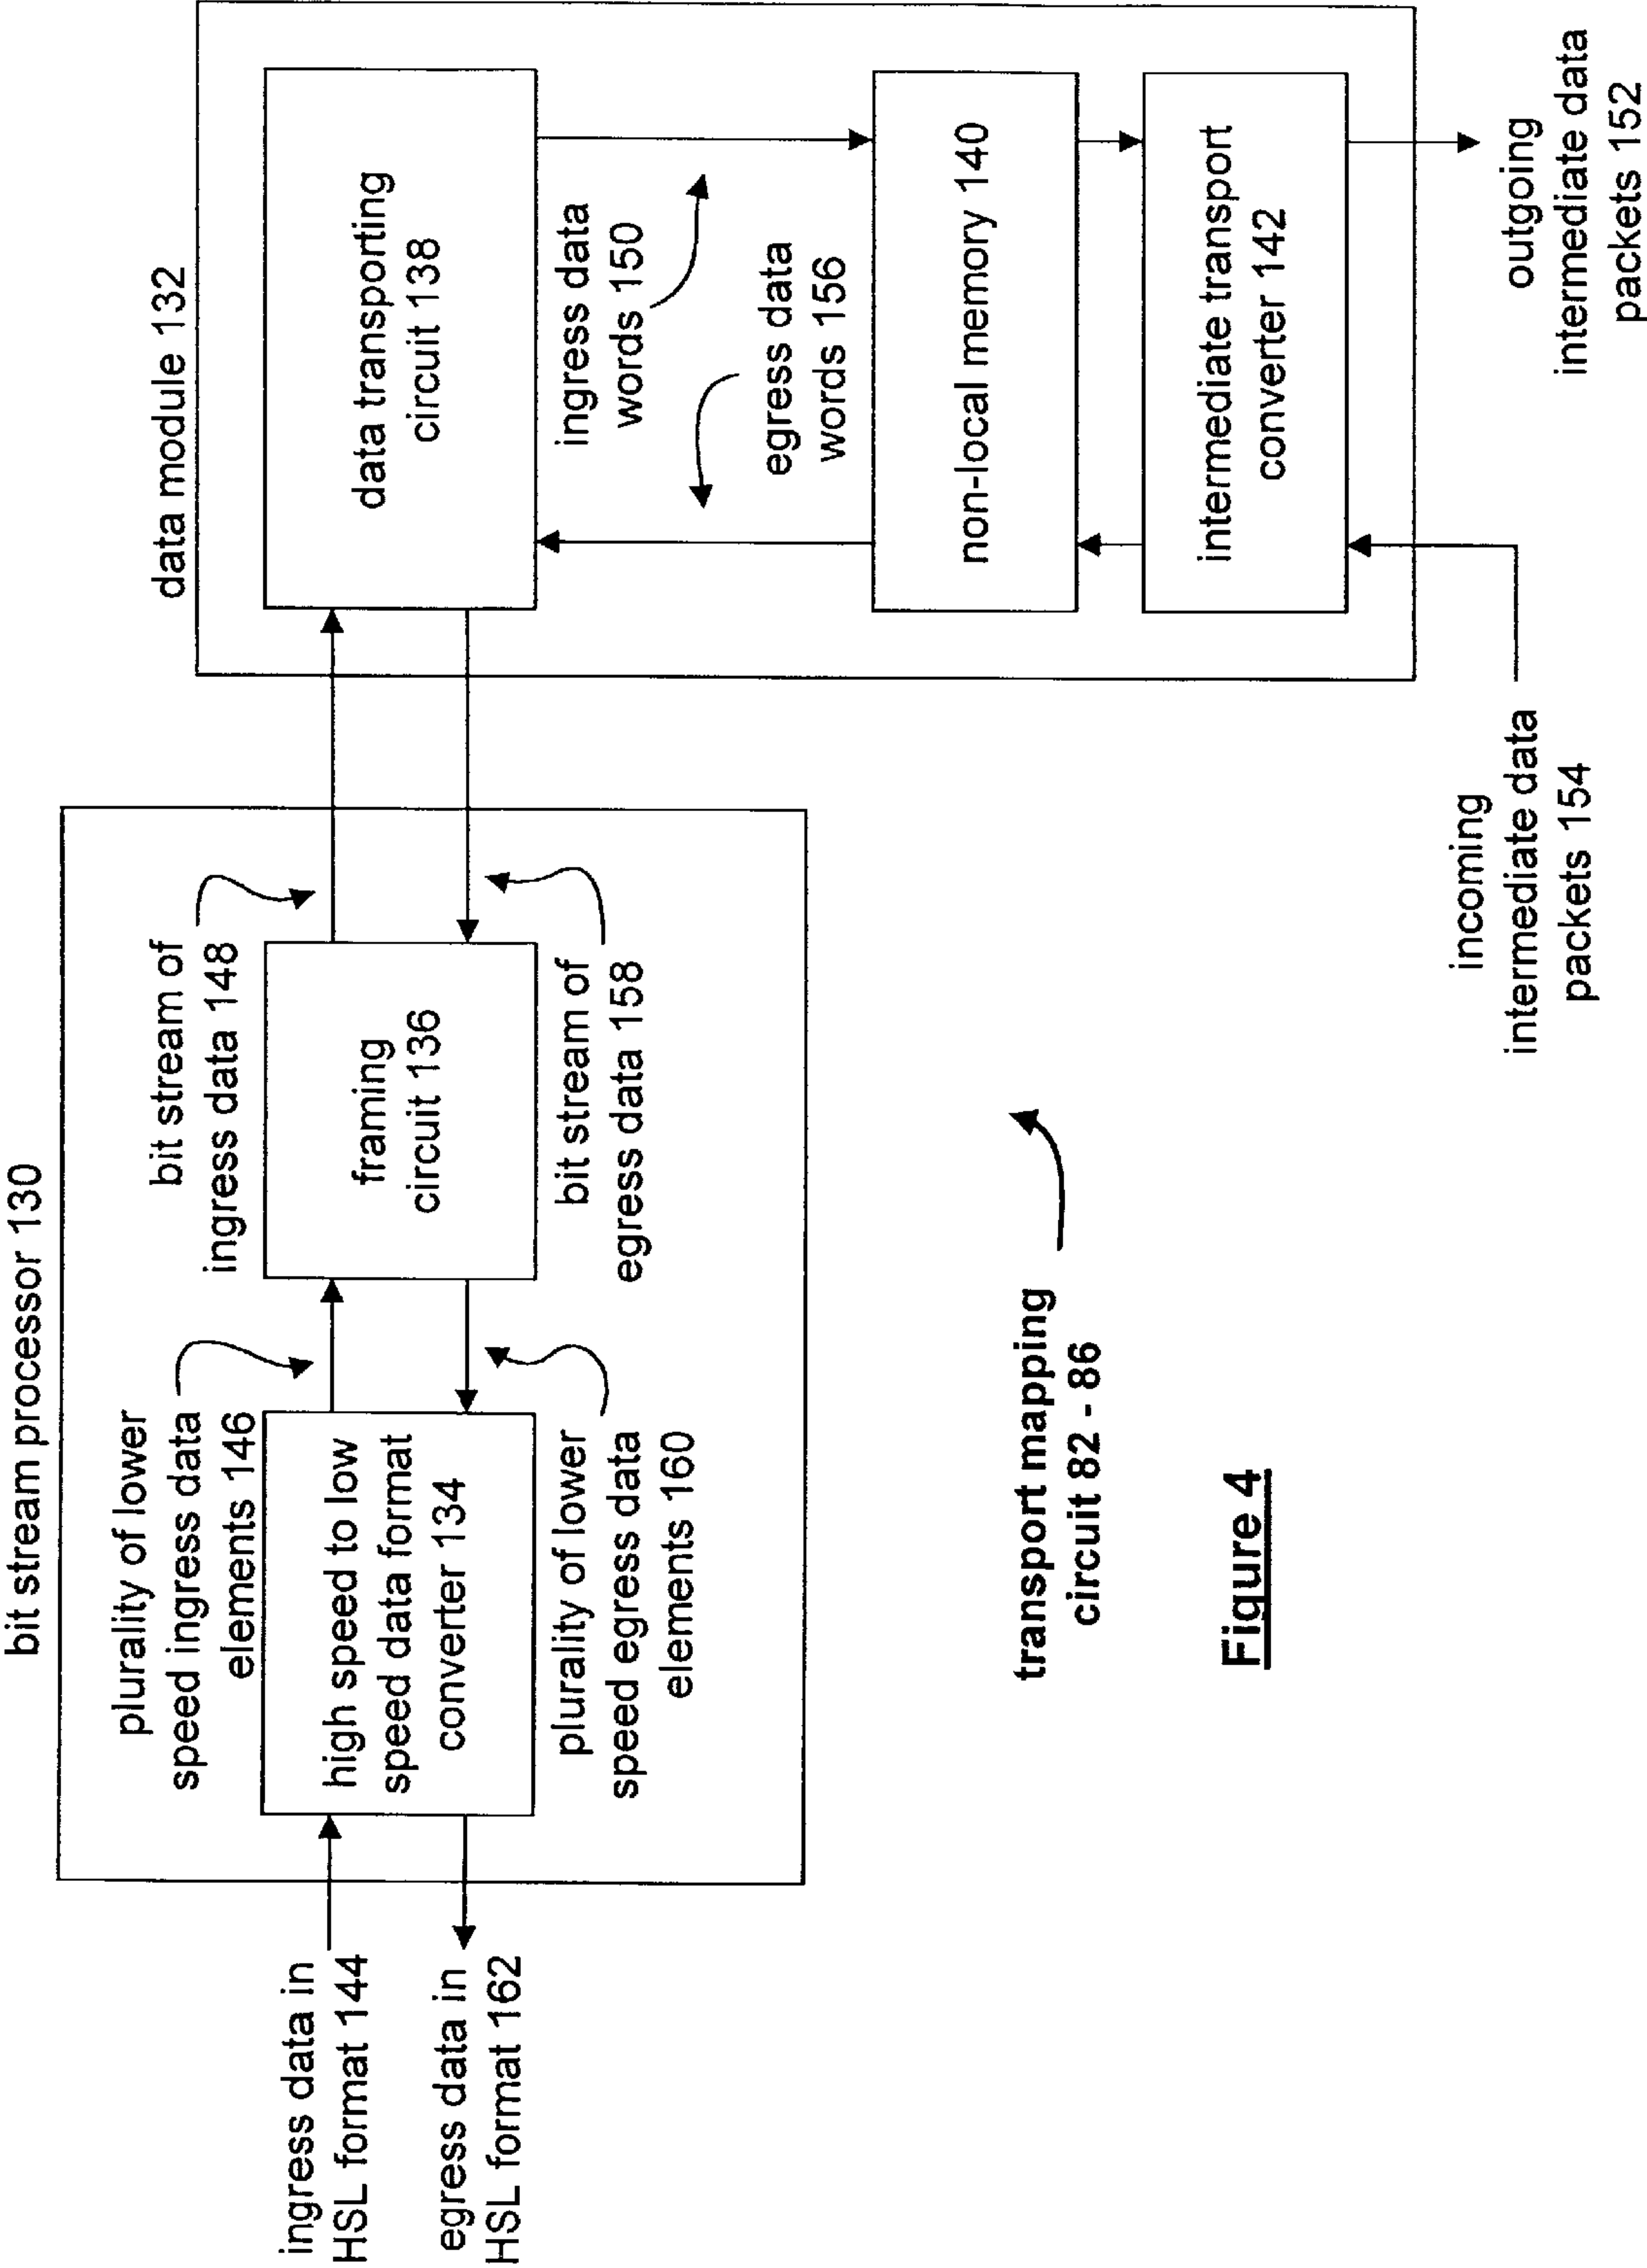 bit stream processor 130
data module 132
plurality of lower
speed ingress data
elements 146
bit stream of
ingress data 148
ingress data in
HSL format 144
egress data in
HSL format 162
high speed to low
speed data format
converter 134
framing
circuit 136
data transporting
circuit 138
plurality of lower
speed egress data
elements 160
bit stream of
egress data 158
ingress data
words 150
egress data
words 156
non-local memory 140
intermediate transport
converter 142
transport mapping
circuit 82 - 86
Figure 4
incoming
intermediate data
packets 154
outgoing
intermediate data
packets 152